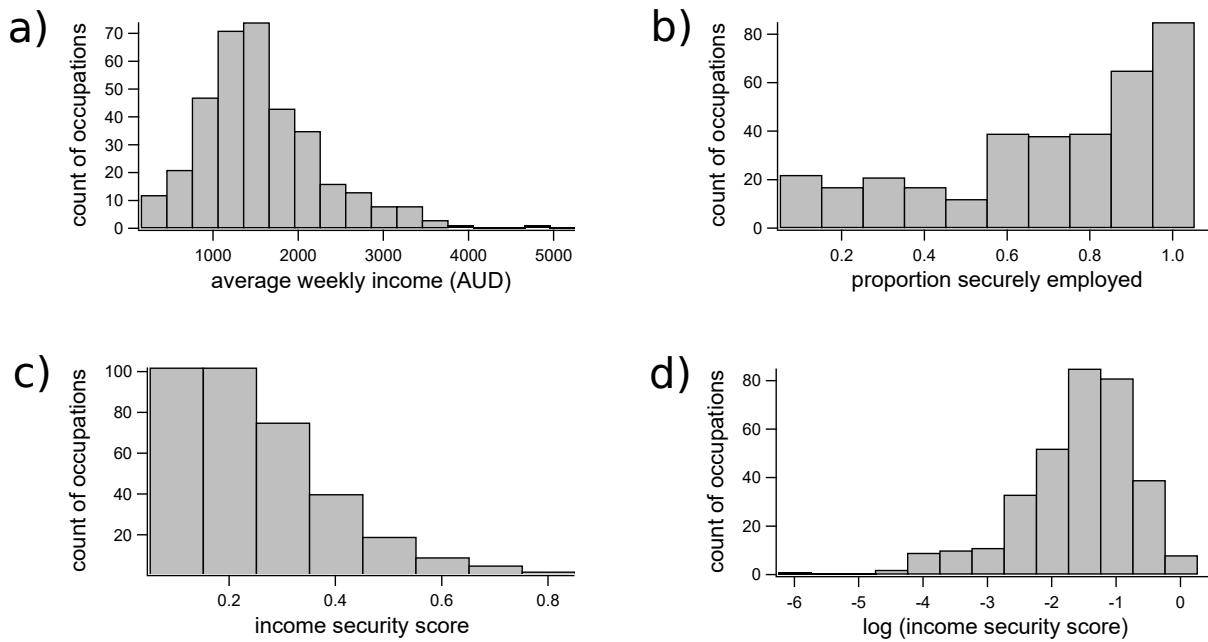 a)
count of occupations
70
60
50
40
30
20
10
0
1000 2000 3000 4000 5000
average weekly income (AUD)
b)
count of occupations
80
60
40
20
0
0.2 0.4 0.6 0.8 1.0
proportion securely employed
c)
count of occupations
100
80
60
40
20
0.2 0.4 0.6 0.8
income security score
d)
count of occupations
80
60
40
20
0
-6 -5 -4 -3 -2 -1 0
log (income security score)